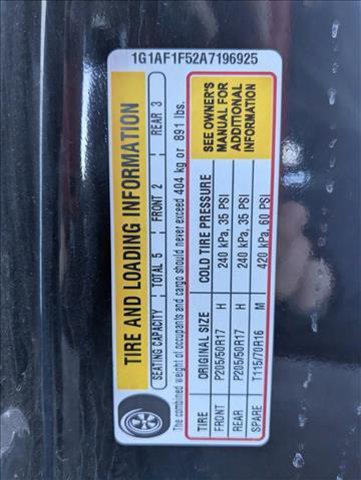 1G1AF1F52A7196925
TIRE AND LOADING INFORMATION
SEATING CAPACITY TOTAL 5 FRONT 2 REAR 3
The combined weight of occupants and cargo should never exceed 404 kg or 891 lbs.
TIRE ORIGINAL SIZE COLD TIRE PRESSURE
FRONT P205/50R17 H 240 kPa, 35 PSI
REAR P205/50R17 H 240 kPa, 35 PSI
SPARE T115/70R16 M 420 kPa, 60 PSI
SEE OWNER'S
MANUAL FOR
ADDITIONAL
INFORMATION